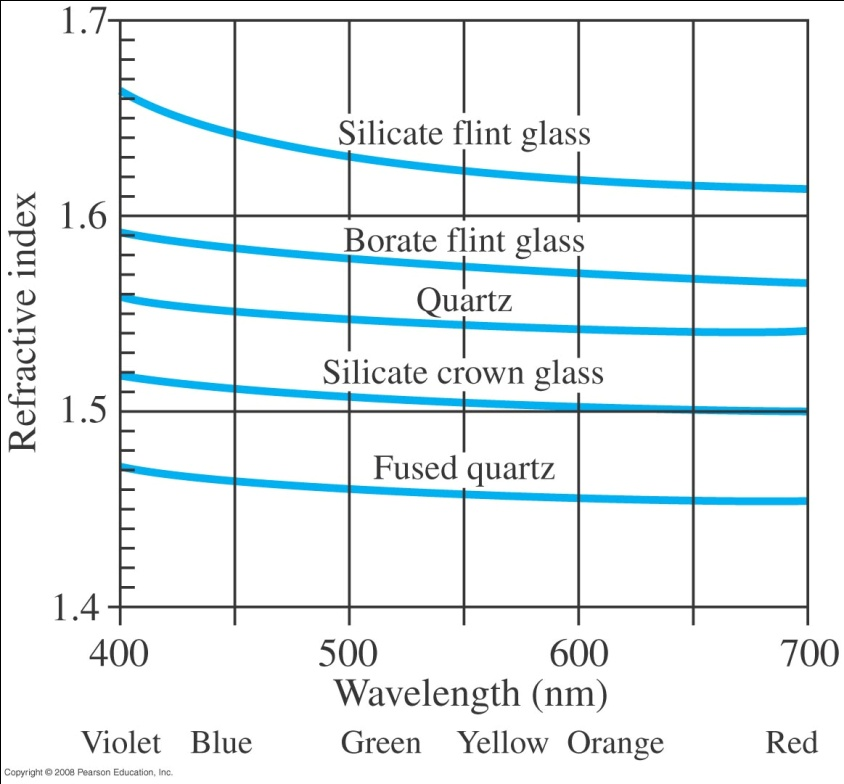 1.7
Silicate flint glass
1.6
Borate flint glass
Quartz
Silicate crown glass
1.5
Fused quartz
1.4
Refractive index
400 500 600 700
Wavelength (nm)
Violet Blue Green Yellow Orange Red
Copyright © 2008 Pearson Education, Inc.